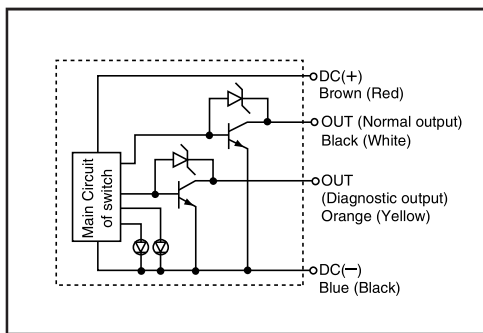 DC(+)
Brown (Red)
OUT (Normal output)
Black (White)
OUT
(Diagnostic output)
Orange (Yellow)
DC(−)
Blue (Black)
Main Circuit
of switch